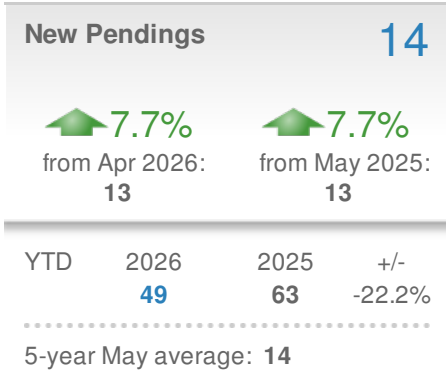 New Pendings 14
7.7% 7.7%
from Apr 2026: from May 2025:
13 13
YTD 2026 2025 +/-
49 63 -22.2%
5-year May average: 14